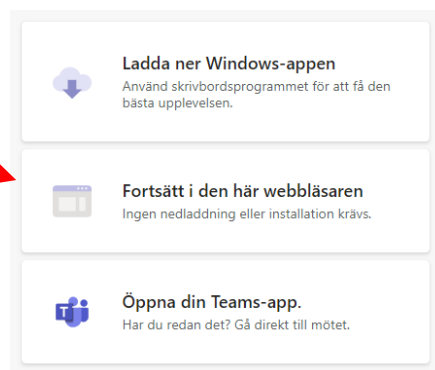 Ladda ner Windows-appen
Använd skrivbordsprogrammet för att få den
bästa upplevelsen.
Fortsätt i den här webbläsaren
Ingen nedladdning eller installation krävs.
Öppna din Teams-app.
Har du redan det? Gå direkt till mötet.